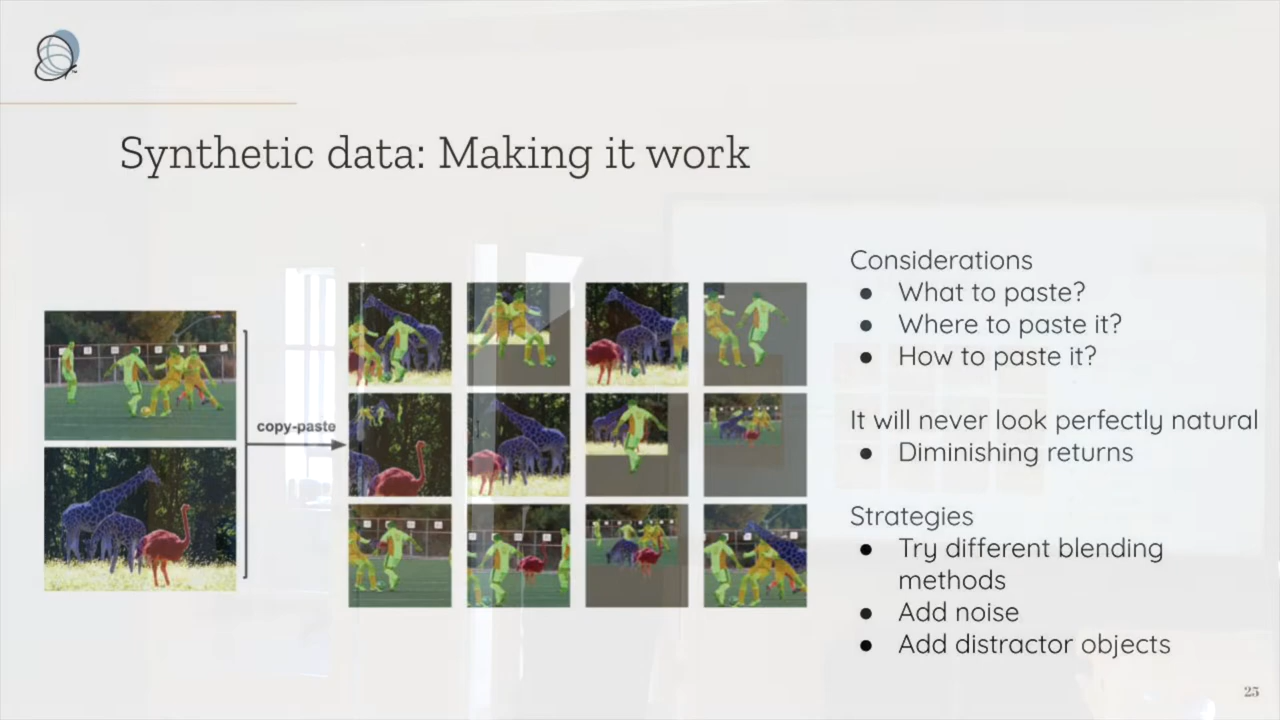 Synthetic data: Making it work
copy-paste
Considerations
● What to paste?
● Where to paste it?
● How to paste it?
It will never look perfectly natural
● Diminishing returns
Strategies
● Try different blending
methods
● Add noise
● Add distractor objects
25